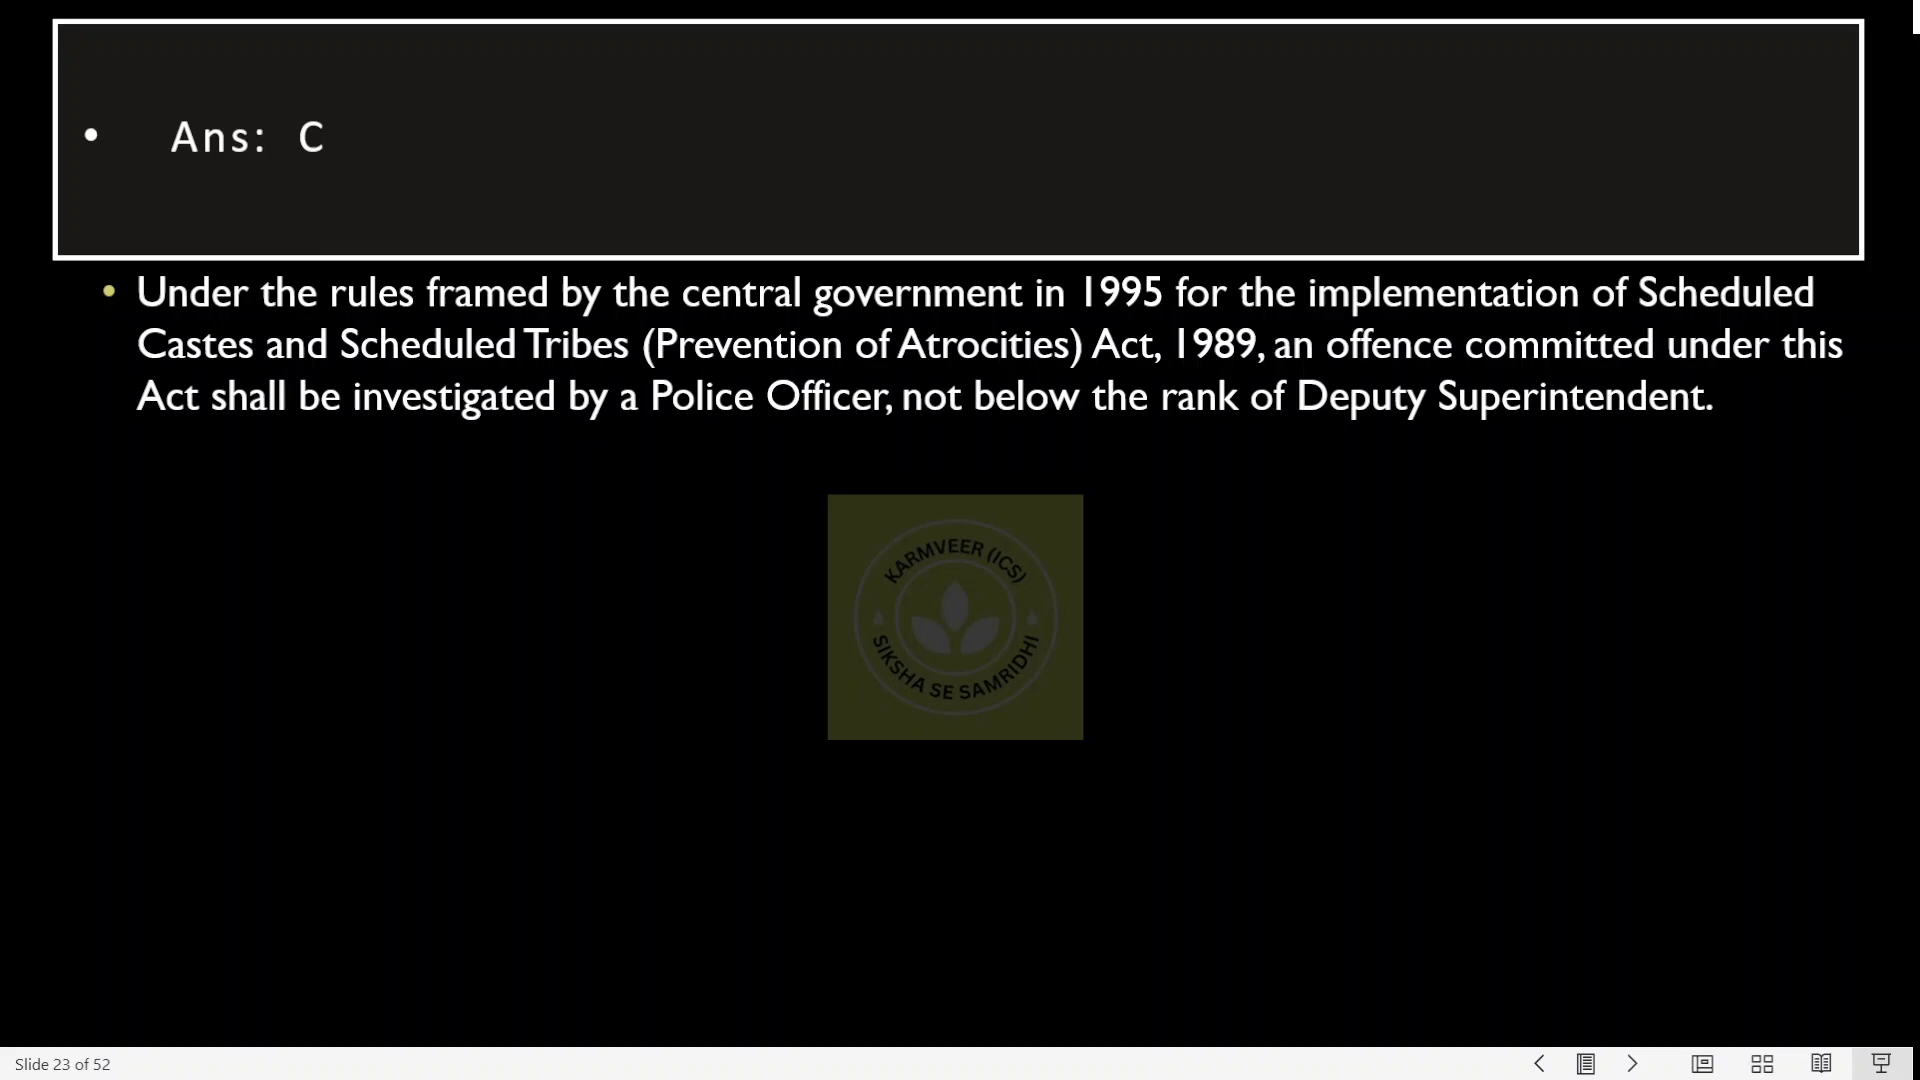 • Ans: C
• Under the rules framed by the central government in 1995 for the implementation of Scheduled
Castes and Scheduled Tribes (Prevention of Atrocities) Act, 1989, an offence committed under this
Act shall be investigated by a Police Officer, not below the rank of Deputy Superintendent.
KARMVEER (ICS)
SIKSHA SE SAMRIDHI
Slide 23 of 52